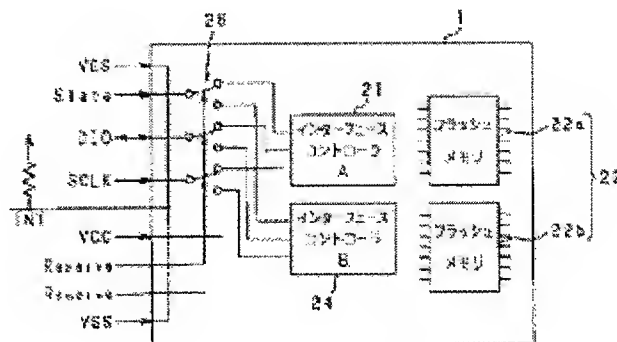 1
State
DIO
SCLK
INT
VCC
Reserve
Reserve
VSS
21
インターフェース
コントローラ
A
インターフェース
コントローラ
B
24
フラッシュ
メモリ
22a
フラッシュ
メモリ
22b
22